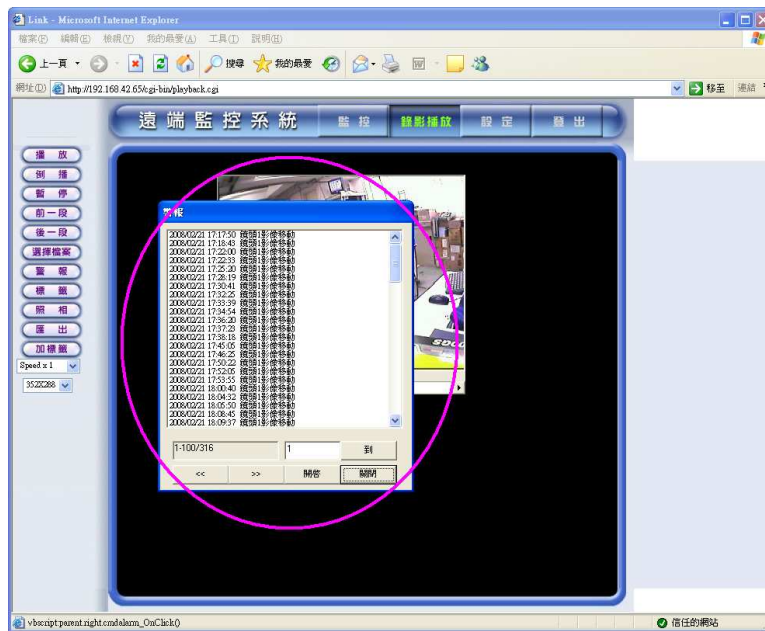 Link - Microsoft Internet Explorer
檔案(F) 編輯(E) 檢視(V) 我的最愛(A) 工具(T) 說明(H)
上一頁 搜尋 我的最愛
網址(D) http://192.168.42.65/cgi-bin/playback.cgi 移至 連結
遠端監控系統 監控 錄影播放 設定 登出
播放
倒播
暫停
前一段
後一段
選擇檔案
警報
標籤
照相
匯出
加標籤
Speed x 1
352X288
警報
2008/02/21 17:17:50 鏡頭1影像移動
2008/02/21 17:18:43 鏡頭1影像移動
2008/02/21 17:22:00 鏡頭1影像移動
2008/02/21 17:22:33 鏡頭1影像移動
2008/02/21 17:25:20 鏡頭1影像移動
2008/02/21 17:28:19 鏡頭1影像移動
2008/02/21 17:30:41 鏡頭1影像移動
2008/02/21 17:32:25 鏡頭1影像移動
2008/02/21 17:33:39 鏡頭1影像移動
2008/02/21 17:34:54 鏡頭1影像移動
2008/02/21 17:36:20 鏡頭1影像移動
2008/02/21 17:37:23 鏡頭1影像移動
2008/02/21 17:38:18 鏡頭1影像移動
2008/02/21 17:45:05 鏡頭1影像移動
2008/02/21 17:46:25 鏡頭1影像移動
2008/02/21 17:50:22 鏡頭1影像移動
2008/02/21 17:52:05 鏡頭1影像移動
2008/02/21 17:53:55 鏡頭1影像移動
2008/02/21 18:00:40 鏡頭1影像移動
2008/02/21 18:04:32 鏡頭1影像移動
2008/02/21 18:05:50 鏡頭1影像移動
2008/02/21 18:08:45 鏡頭1影像移動
2008/02/21 18:09:37 鏡頭1影像移動
1-100/316 1 到
<< >> 開啓 關閉
vbscript:parent.right.cmdalarm_OnClick() 信任的網站